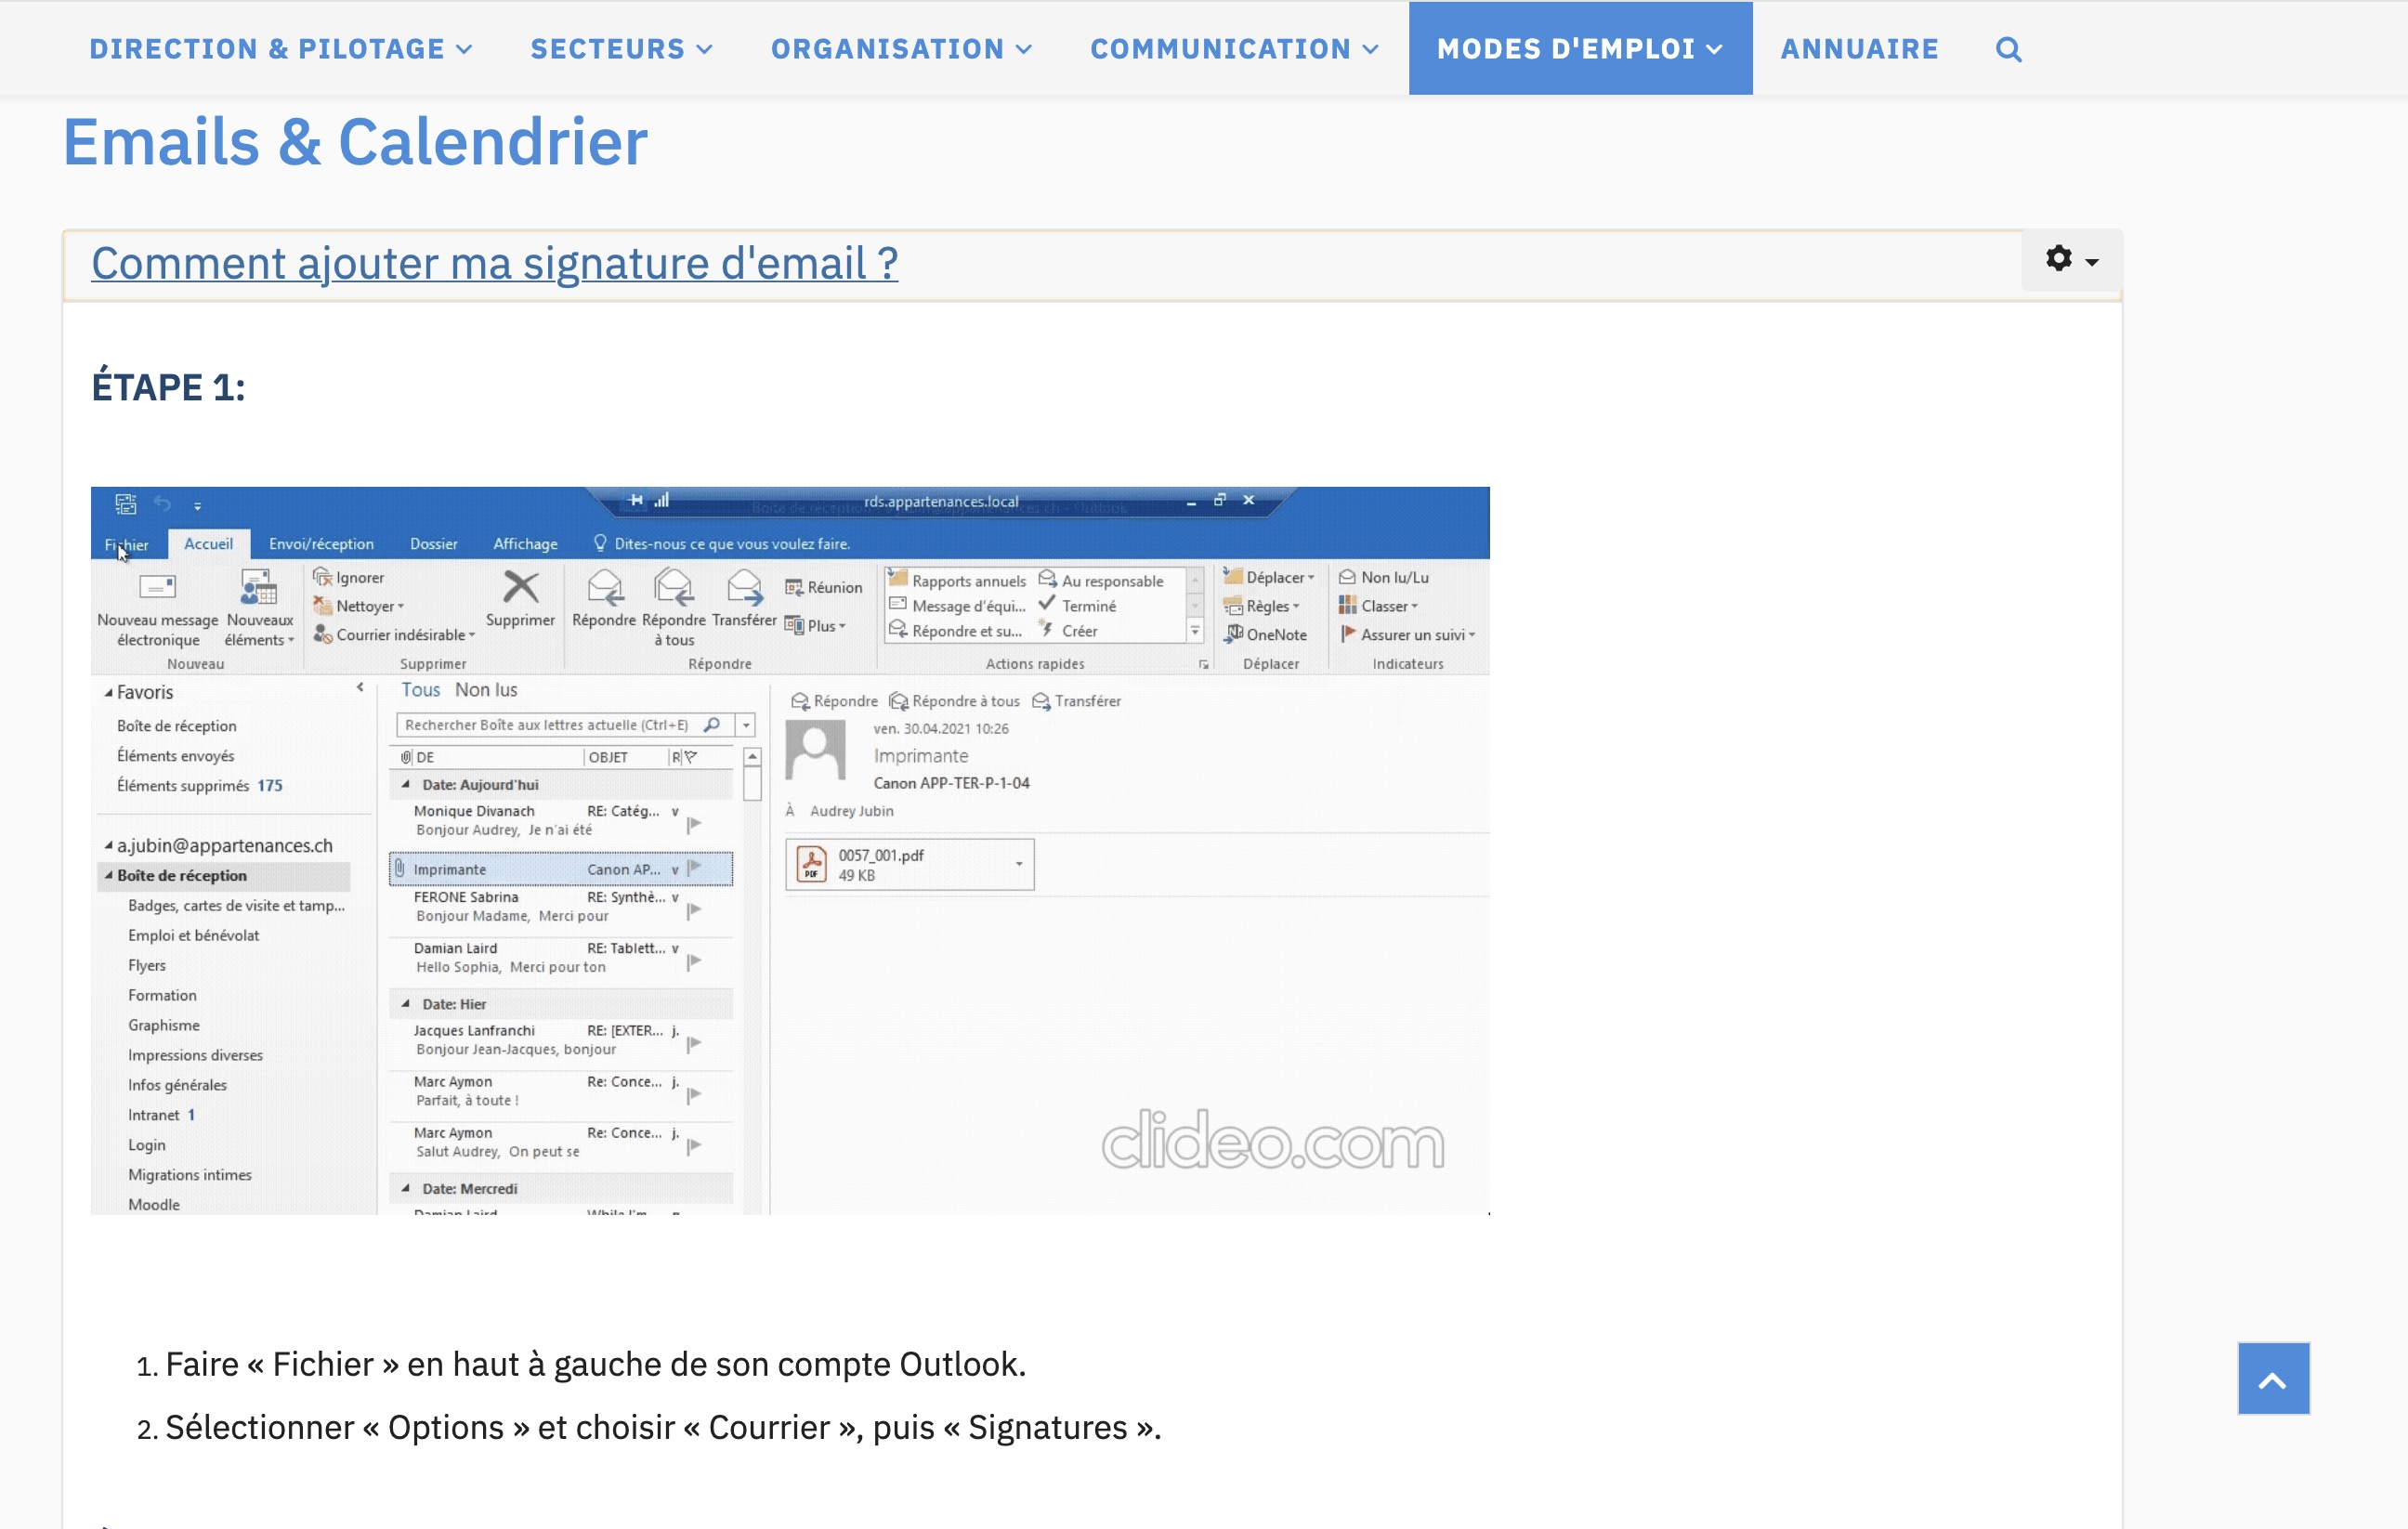 DIRECTION & PILOTAGE SECTEURS ORGANISATION COMMUNICATION MODES D'EMPLOI ANNUAIRE
Emails & Calendrier
Comment ajouter ma signature d'email ?
ÉTAPE 1:
rds.appartenances.local
Fichier Accueil Envoi/réception Dossier Affichage Dites-nous ce que vous voulez faire.
Nouveau message électronique
Nouveaux éléments
Nouveau
Ignorer
Nettoyer
Courrier indésirable
Supprimer
Supprimer
Répondre
Répondre à tous
Transférer
Réunion
Plus
Répondre
Rapports annuels
Message d'équi...
Répondre et su...
Au responsable
Terminé
Créer
Actions rapides
Déplacer
Règles
OneNote
Déplacer
Non lu/Lu
Classer
Assurer un suivi
Indicateurs
Favoris
Boîte de réception
Éléments envoyés
Éléments supprimés 175
a.jubin@appartenances.ch
Boîte de réception
Badges, cartes de visite et tamp...
Emploi et bénévolat
Flyers
Formation
Graphisme
Impressions diverses
Infos générales
Intranet 1
Login
Migrations intimes
Moodle
Tous Non lus
Rechercher Boîte aux lettres actuelle (Ctrl+E)
DE OBJET R
Date: Aujourd'hui
Monique Divanach RE: Catég... v
Bonjour Audrey, Je n'ai été
Imprimante Canon AP... v
FERONE Sabrina RE: Synthè... v
Bonjour Madame, Merci pour
Damian Laird RE: Tablett... v
Hello Sophia, Merci pour ton
Date: Hier
Jacques Lanfranchi RE: [EXTER... j.
Bonjour Jean-Jacques, bonjour
Marc Aymon Re: Conce... j.
Parfait, à toute !
Marc Aymon Re: Conce... j.
Salut Audrey, On peut se
Date: Mercredi
Répondre Répondre à tous Transférer
ven. 30.04.2021 10:26
Imprimante
Canon APP-TER-P-1-04
À Audrey Jubin
PDF
0057_001.pdf
49 KB
clideo.com
1. Faire « Fichier » en haut à gauche de son compte Outlook.
2. Sélectionner « Options » et choisir « Courrier », puis « Signatures ».